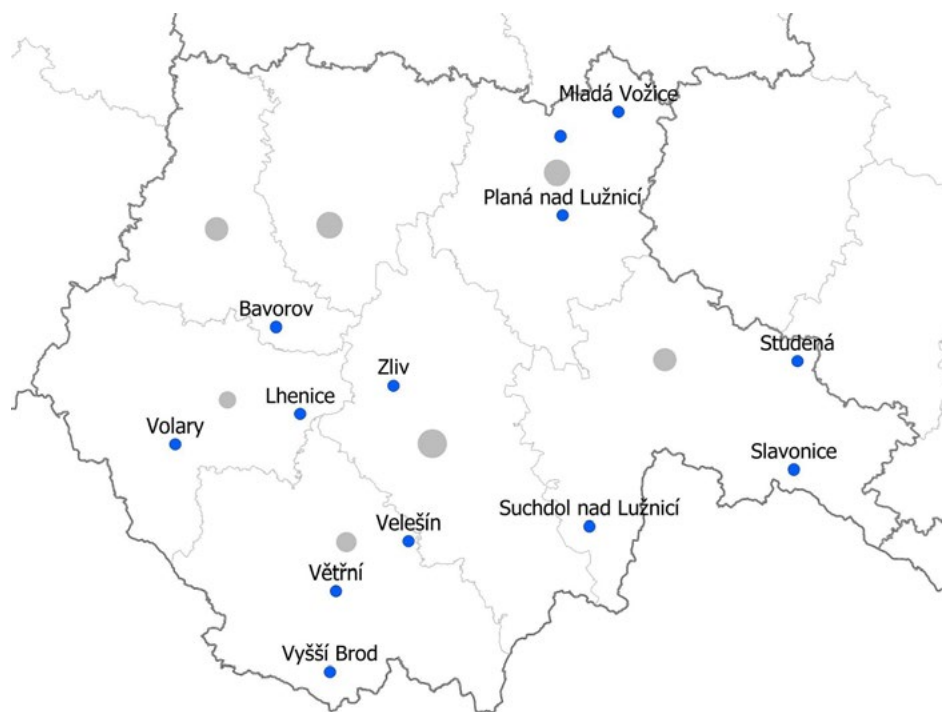 Mladá Vožice
Planá nad Lužnicí
Bavorov
Studená
Zliv
Lhenice
Volary
Slavonice
Suchdol nad Lužnicí
Velešín
Větřní
Vyšší Brod